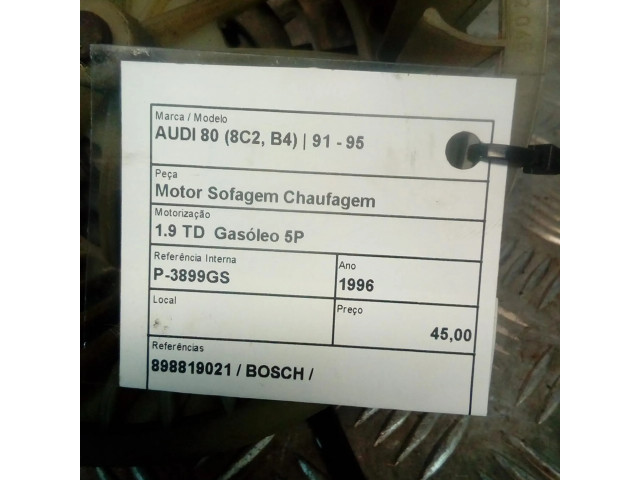 Marca / Modelo
AUDI 80 (8C2, B4) | 91 - 95
Peça
Motor Sofagem Chaufagem
Motorização
1.9 TD Gasóleo 5P
Referência Interna
P-3899GS
Ano
1996
Local
Preço
45,00
Referências
898819021 / BOSCH /